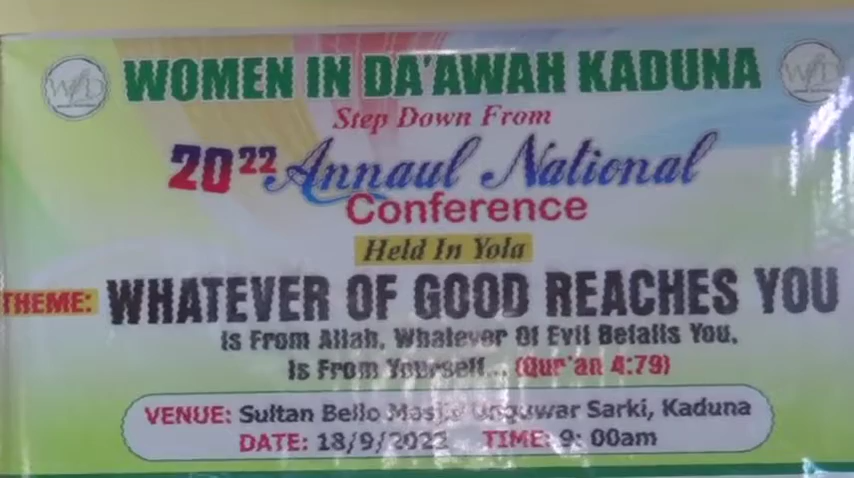 WOMEN IN DA'AWAH KADUNA
Step Down From
2022 Annaul National
Conference
Held In Yola
THEME: WHATEVER OF GOOD REACHES YOU
Is From Allah, Whatever Of Evil Befalls You,
Is From Yourself... (Qur'an 4:79)
VENUE: Sultan Bello Masjid Unguwar Sarki, Kaduna
DATE: 18/9/2022 TIME: 9: 00am